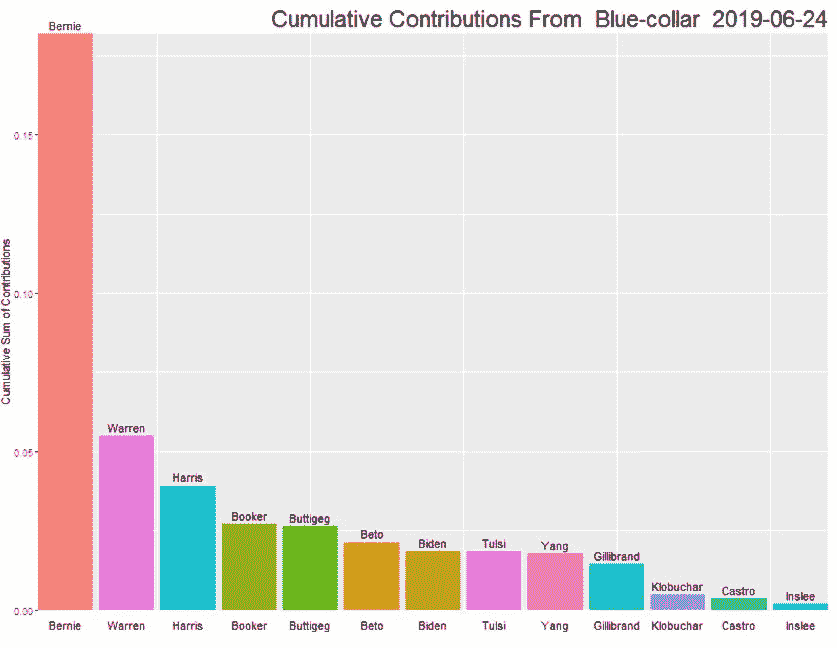 Cumulative Contributions From Blue-collar 2019-06-24
Bernie
0.15
0.10
Cumulative Sum of Contributions
Warren
0.05
Harris
Booker
Buttigeg
Beto
Biden
Tulsi
Yang
Gillibrand
Klobuchar
Castro
Inslee
0.00
Bernie Warren Harris Booker Buttigeg Beto Biden Tulsi Yang Gillibrand Klobuchar Castro Inslee